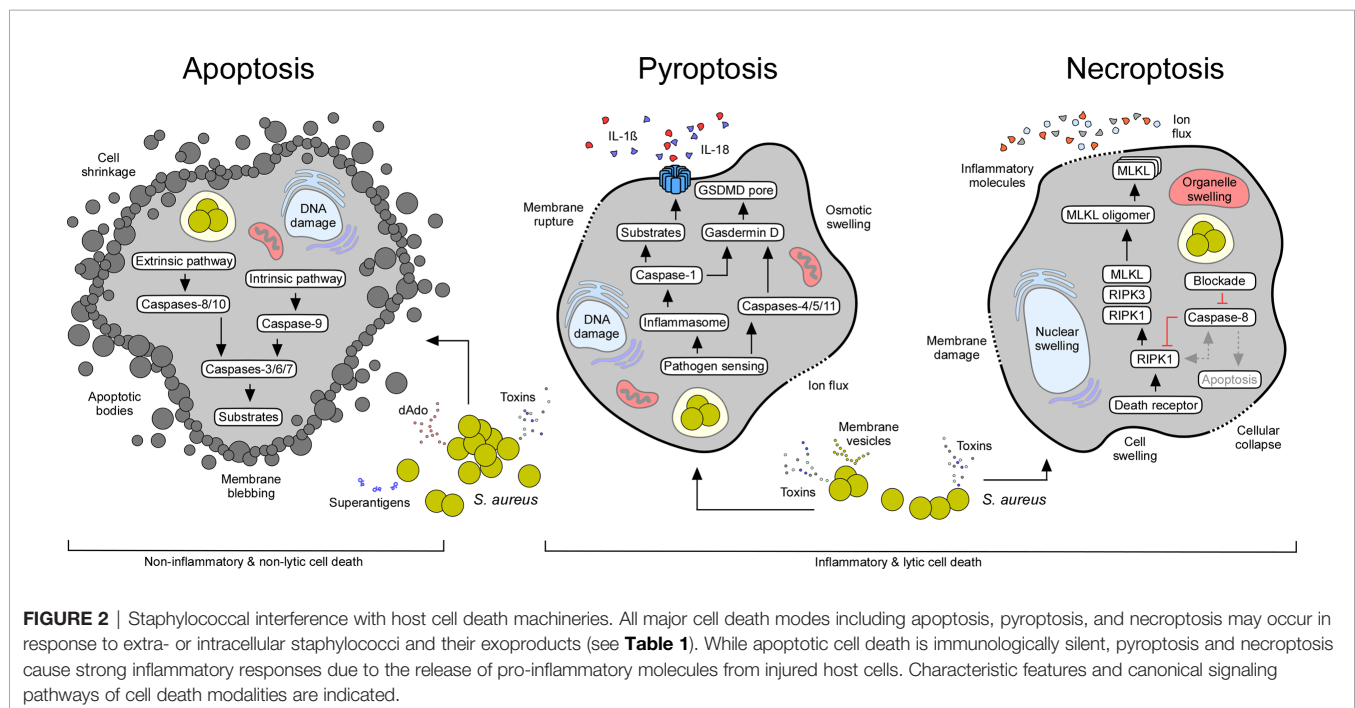 Apoptosis
Cell
shrinkage
DNA
damage
Extrinsic pathway
Intrinsic pathway
Caspases-8/10
Caspase-9
Caspases-3/6/7
Substrates
Apoptotic
bodies
Membrane
blebbing
dAdo
Toxins
Superantigens
S. aureus
Non-inflammatory & non-lytic cell death
Pyroptosis
IL-1ß
IL-18
Membrane
rupture
GSDMD pore
Substrates
Gasdermin D
Osmotic
swelling
Caspase-1
Caspases-4/5/11
DNA
damage
Inflammasome
Pathogen sensing
Ion flux
Membrane
vesicles
Toxins
Toxins
S. aureus
Necroptosis
Ion
flux
Inflammatory
molecules
MLKL
Organelle
swelling
MLKL oligomer
MLKL
RIPK3
RIPK1
Blockade
Caspase-8
Nuclear
swelling
Membrane
damage
RIPK1
Apoptosis
Death receptor
Cell
swelling
Cellular
collapse
Inflammatory & lytic cell death
FIGURE 2 | Staphylococcal interference with host cell death machineries. All major cell death modes including apoptosis, pyroptosis, and necroptosis may occur in
response to extra- or intracellular staphylococci and their exoproducts (see Table 1). While apoptotic cell death is immunologically silent, pyroptosis and necroptosis
cause strong inflammatory responses due to the release of pro-inflammatory molecules from injured host cells. Characteristic features and canonical signaling
pathways of cell death modalities are indicated.